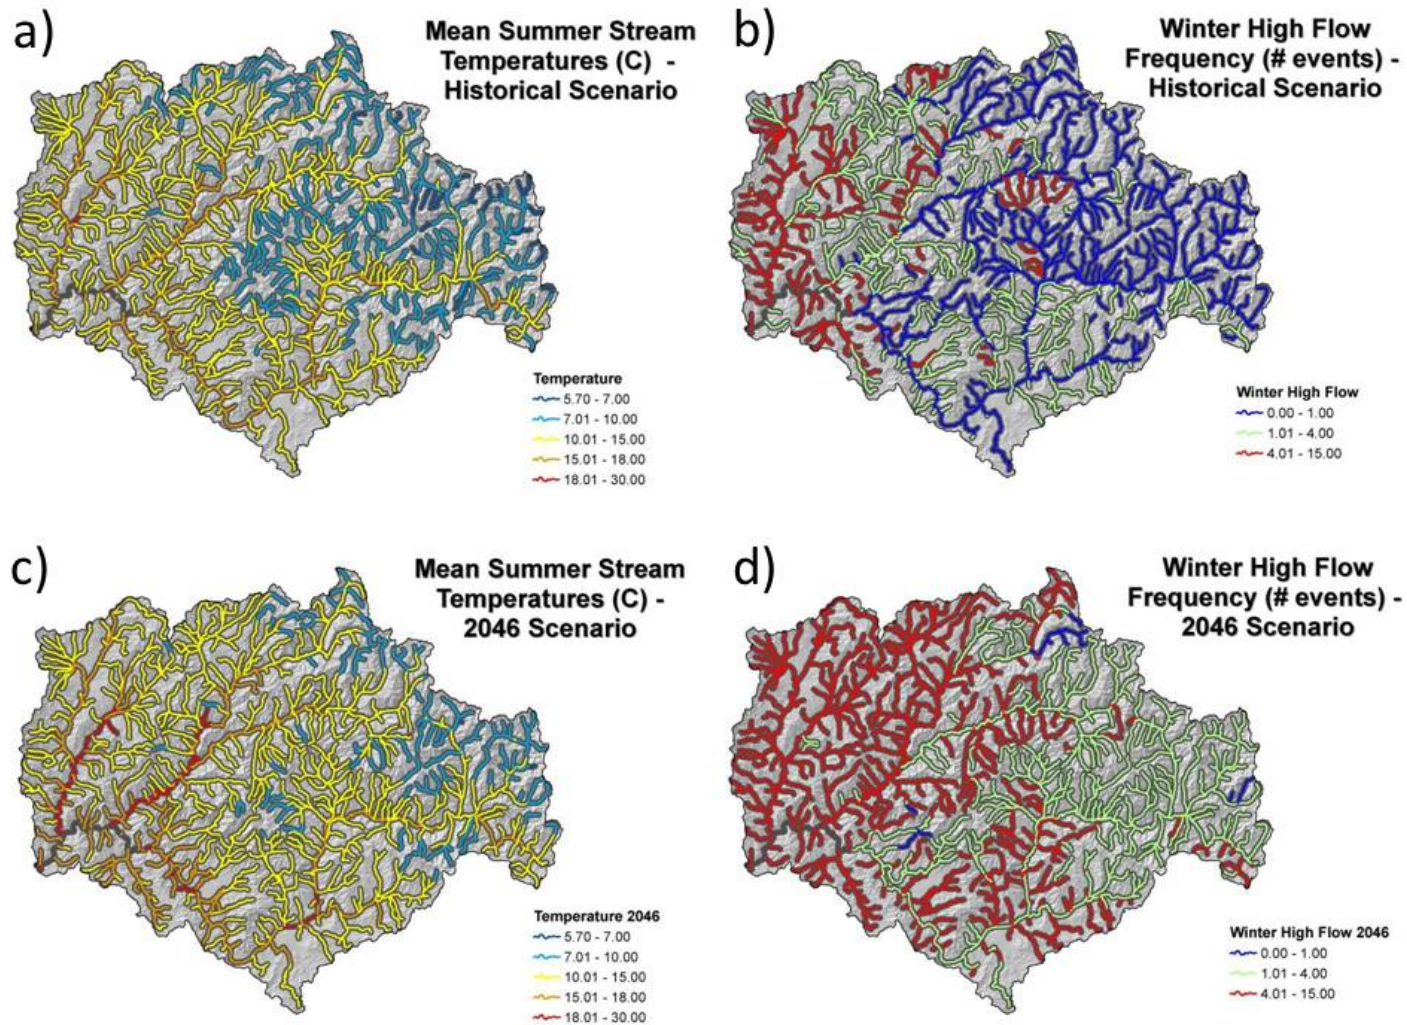 a)
Mean Summer Stream
Temperatures (C) -
Historical Scenario
Temperature
5.70 - 7.00
7.01 - 10.00
10.01 - 15.00
15.01 - 18.00
18.01 - 30.00
b)
Winter High Flow
Frequency (# events) -
Historical Scenario
Winter High Flow
0.00 - 1.00
1.01 - 4.00
4.01 - 15.00
c)
Mean Summer Stream
Temperatures (C) -
2046 Scenario
Temperature 2046
5.70 - 7.00
7.01 - 10.00
10.01 - 15.00
15.01 - 18.00
18.01 - 30.00
d)
Winter High Flow
Frequency (# events) -
2046 Scenario
Winter High Flow 2046
0.00 - 1.00
1.01 - 4.00
4.01 - 15.00